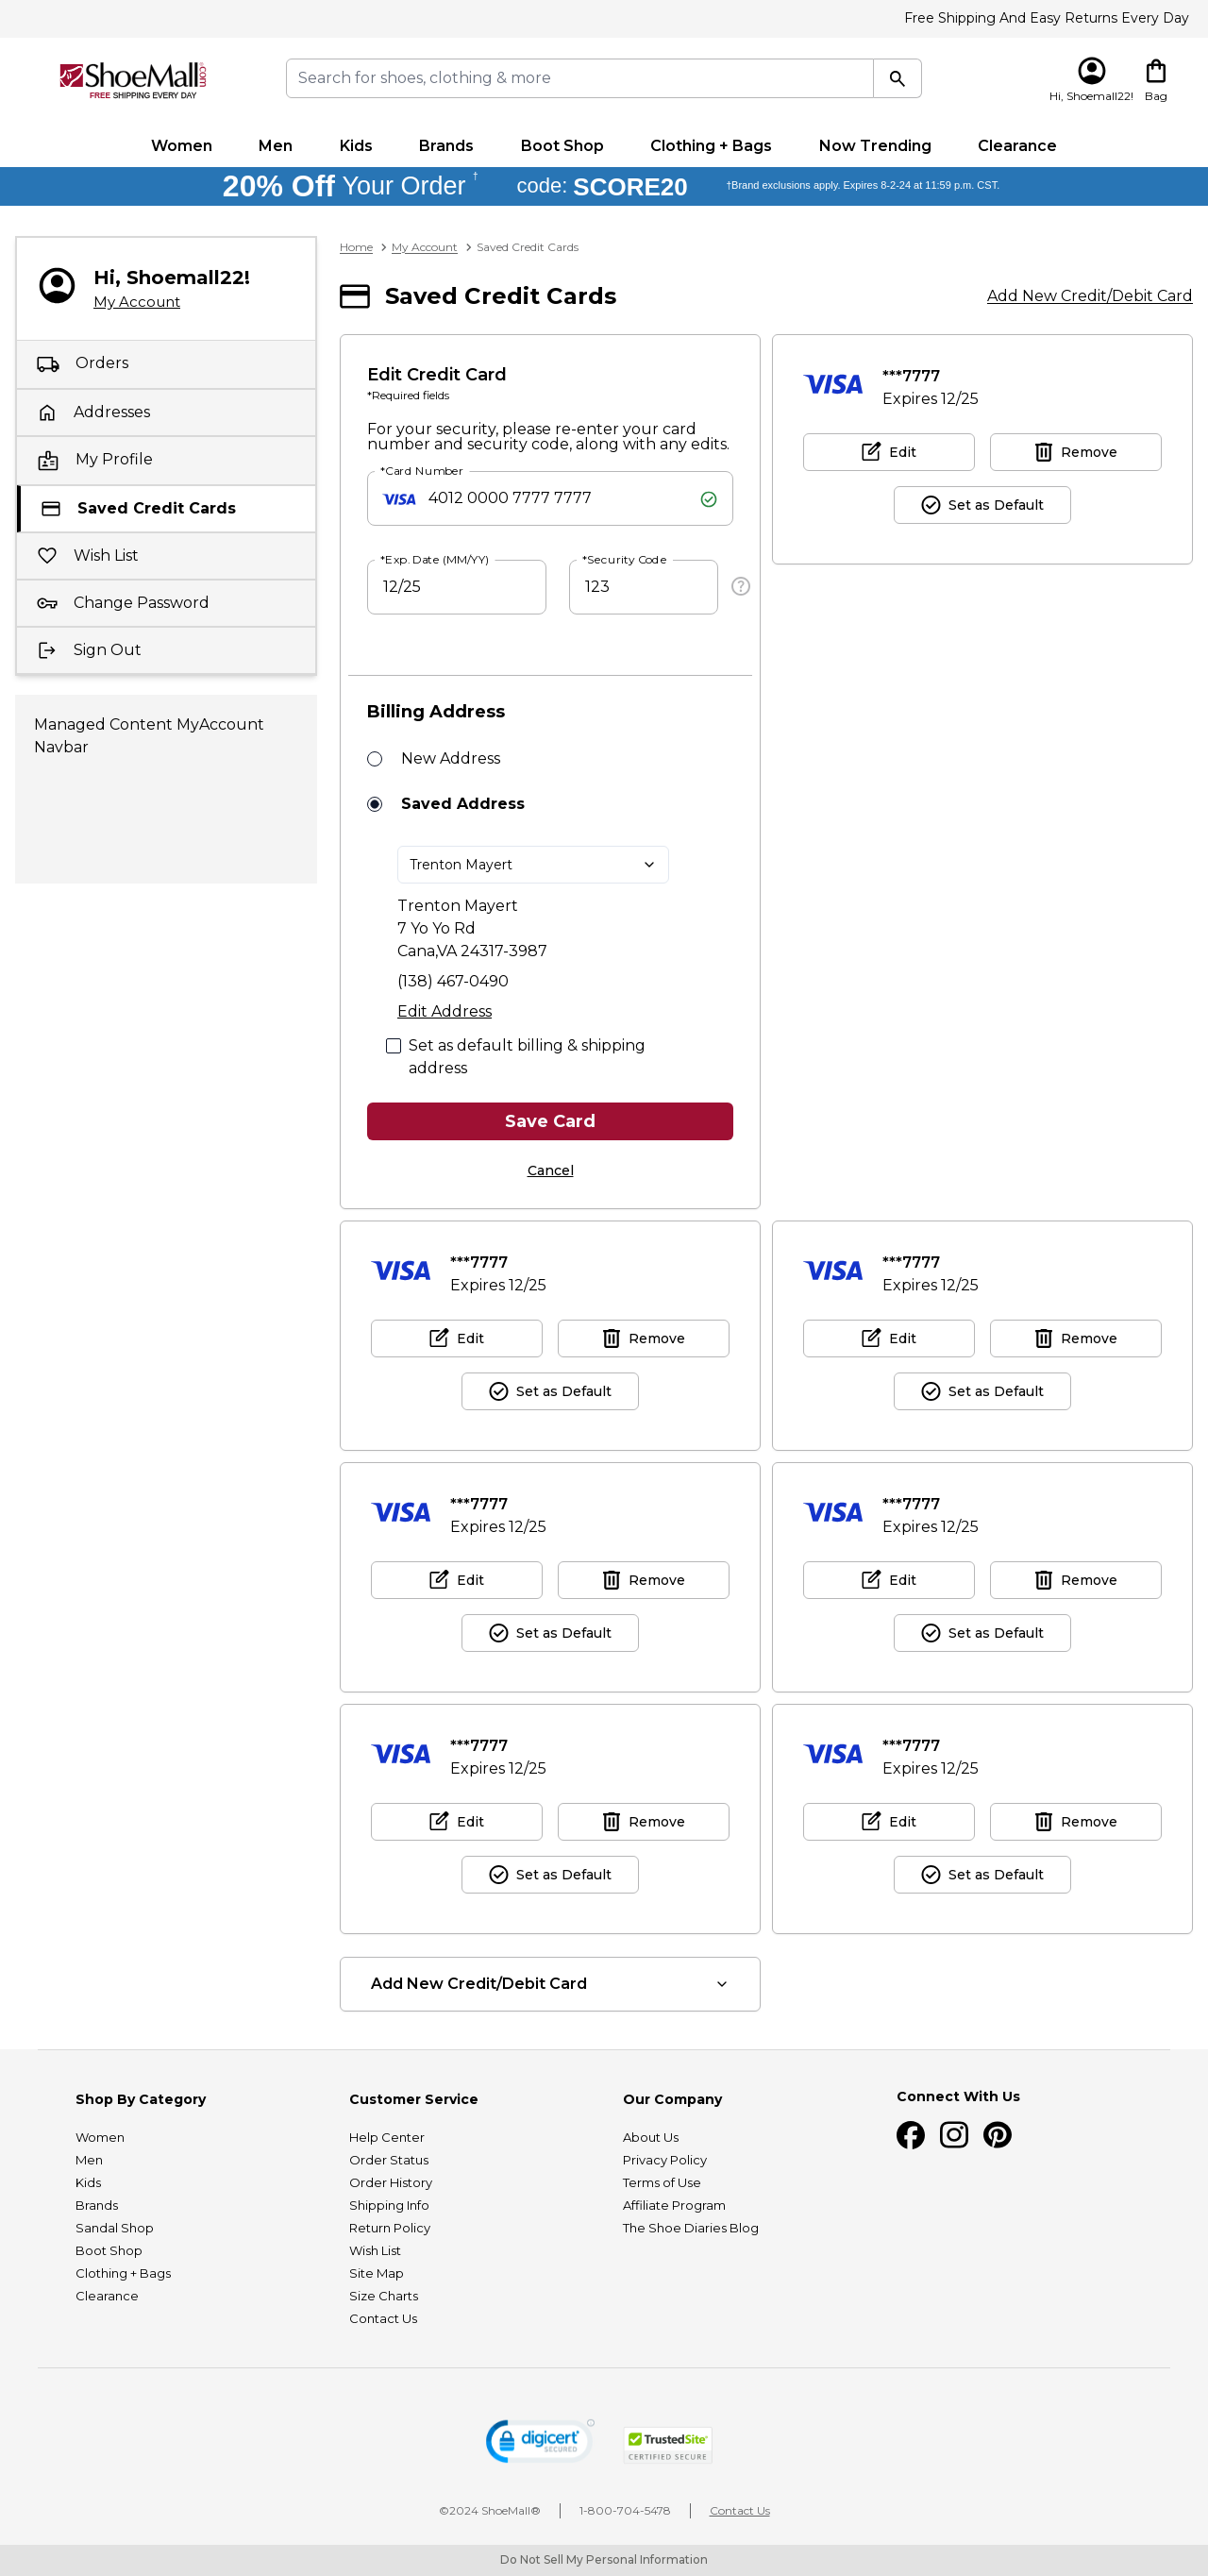 Free Shipping And Easy Returns Every Day
ShoeMall.com
FREE SHIPPING EVERY DAY
Search for shoes, clothing & more
Hi, Shoemall22!
Bag
Women Men Kids Brands Boot Shop Clothing + Bags Now Trending Clearance
20% Off Your Order † code: SCORE20 †Brand exclusions apply. Expires 8-2-24 at 11:59 p.m. CST.
Hi, Shoemall22!
My Account
Orders
Addresses
My Profile
Saved Credit Cards
Wish List
Change Password
Sign Out
Managed Content MyAccount
Navbar
Home > My Account > Saved Credit Cards
Saved Credit Cards
Add New Credit/Debit Card
Edit Credit Card
*Required fields
For your security, please re-enter your card
number and security code, along with any edits.
*Card Number
VISA 4012 0000 7777 7777
*Exp. Date (MM/YY)
12/25
*Security Code
123
?
Billing Address
New Address
Saved Address
Trenton Mayert
Trenton Mayert
7 Yo Yo Rd
Cana,VA 24317-3987
(138) 467-0490
Edit Address
Set as default billing & shipping
address
Save Card
Cancel
VISA
***7777
Expires 12/25
Edit
Remove
Set as Default
VISA
***7777
Expires 12/25
Edit
Remove
Set as Default
VISA
***7777
Expires 12/25
Edit
Remove
Set as Default
VISA
***7777
Expires 12/25
Edit
Remove
Set as Default
VISA
***7777
Expires 12/25
Edit
Remove
Set as Default
VISA
***7777
Expires 12/25
Edit
Remove
Set as Default
VISA
***7777
Expires 12/25
Edit
Remove
Set as Default
Add New Credit/Debit Card
Shop By Category
Women
Men
Kids
Brands
Sandal Shop
Boot Shop
Clothing + Bags
Clearance
Customer Service
Help Center
Order Status
Order History
Shipping Info
Return Policy
Wish List
Site Map
Size Charts
Contact Us
Our Company
About Us
Privacy Policy
Terms of Use
Affiliate Program
The Shoe Diaries Blog
Connect With Us
digicert
SECURED
TrustedSite
CERTIFIED SECURE
©2024 ShoeMall®
1-800-704-5478
Contact Us
Do Not Sell My Personal Information